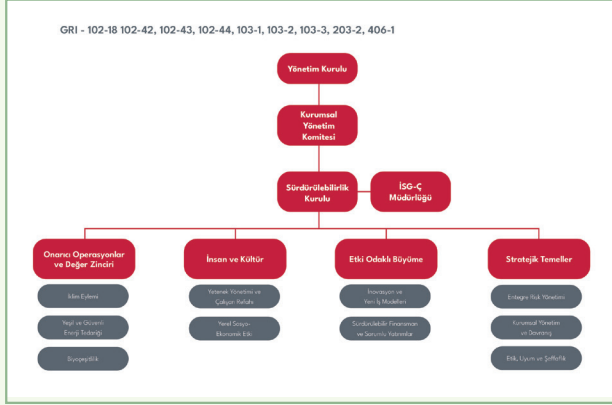 GRI - 102-18 102-42, 102-43, 102-44, 103-1, 103-2, 103-3, 203-2, 406-1
Yönetim Kurulu
Kurumsal
Yönetim
Komitesi
Sürdürülebilirlik
Kurulu
İSG-Ç
Müdürlüğü
Onarıcı Operasyonlar
ve Değer Zinciri
İklim Eylemi
Yeşil ve Güvenli
Enerji Tedariği
Biyoçeşitlilik
İnsan ve Kültür
Yetenek Yönetimi ve
Çalışan Refahı
Yerel Sosyo-
Ekonomik Etki
Etki Odaklı Büyüme
İnovasyon ve
Yeni İş Modelleri
Sürdürülebilir Finansman
ve Sorumlu Yatırımlar
Stratejik Temeller
Entegre Risk Yönetimi
Kurumsal Yönetim
ve Davranış
Etik, Uyum ve Şeffaflık